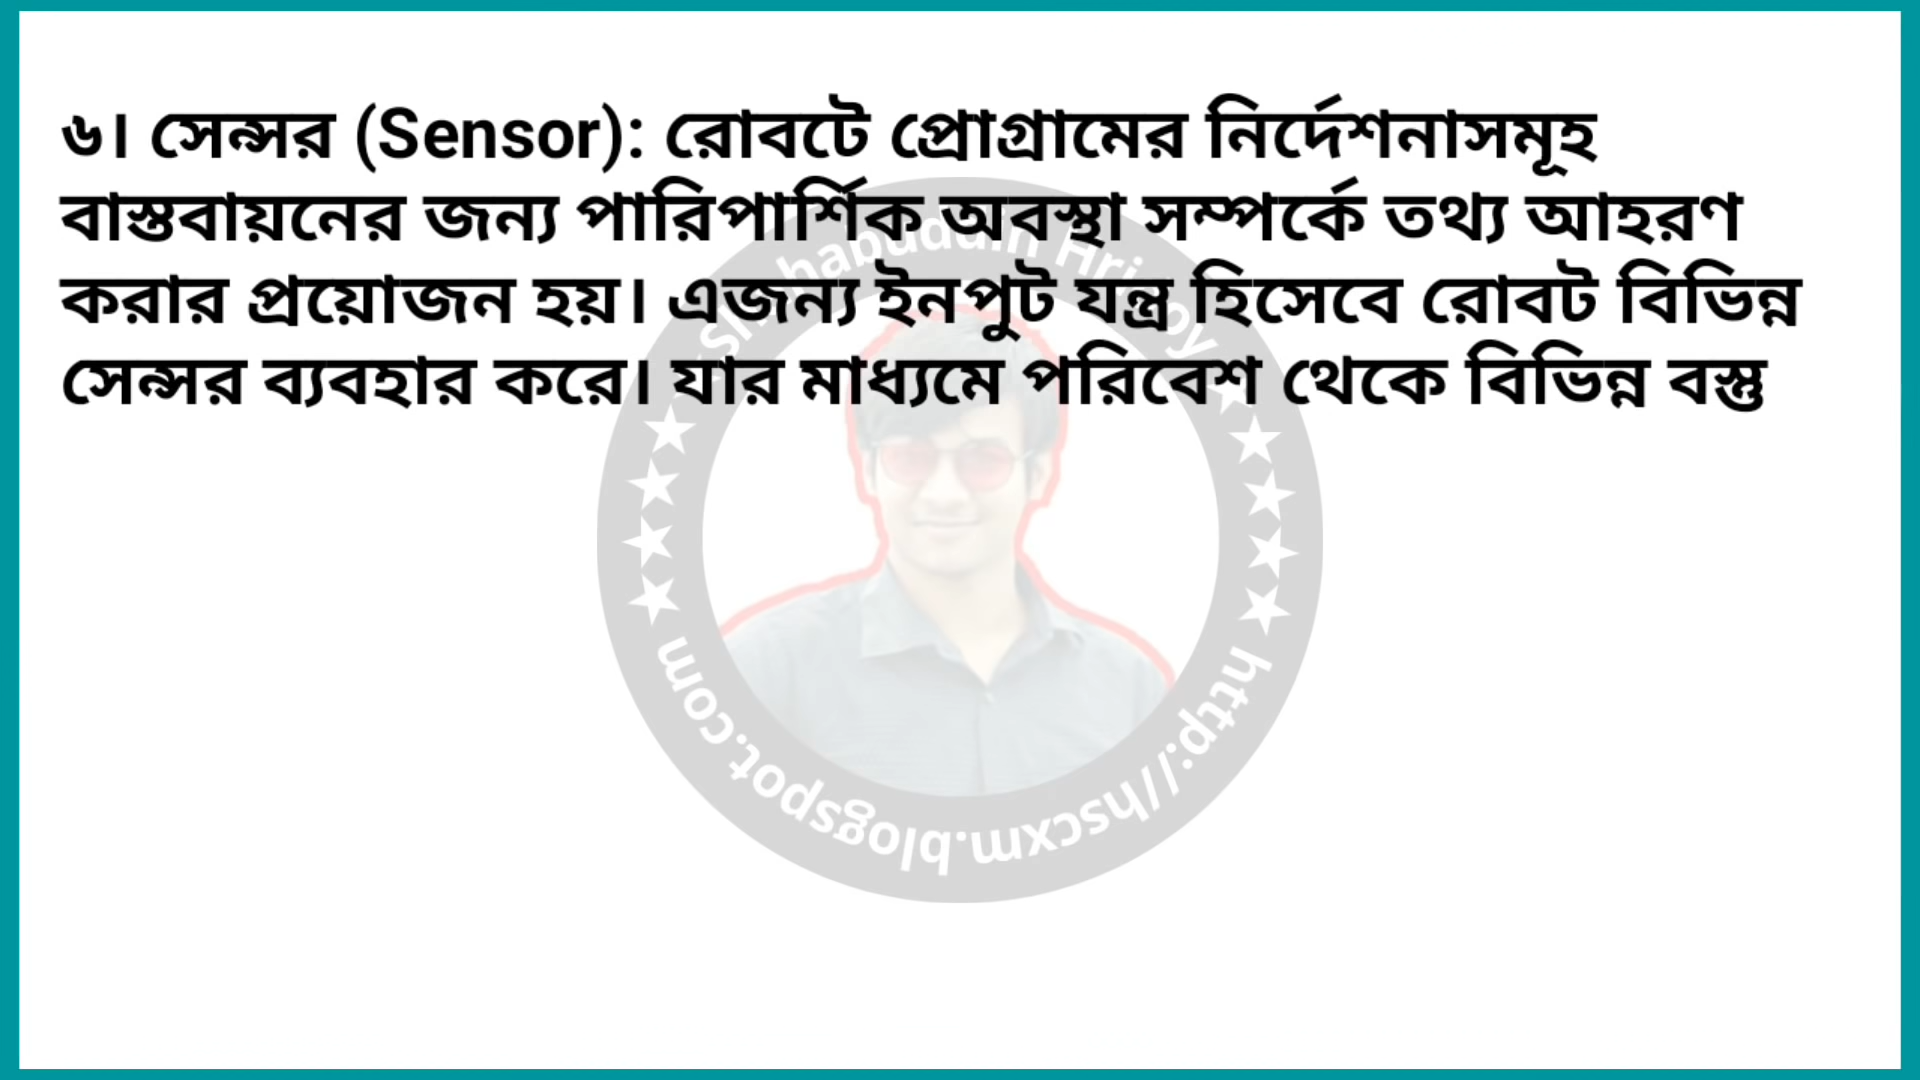 ৬। সেন্সর (Sensor): রোবটে প্রোগ্রামের নির্দেশনাসমূহ
বাস্তবায়নের জন্য পারিপার্শিক অবস্থা সম্পর্কে তথ্য আহরণ
করার প্রয়োজন হয়। এজন্য ইনপুট যন্ত্র হিসেবে রোবট বিভিন্ন
সেন্সর ব্যবহার করে। যার মাধ্যমে পরিবেশ থেকে বিভিন্ন বস্তু
http://hscxm.blogspot.com